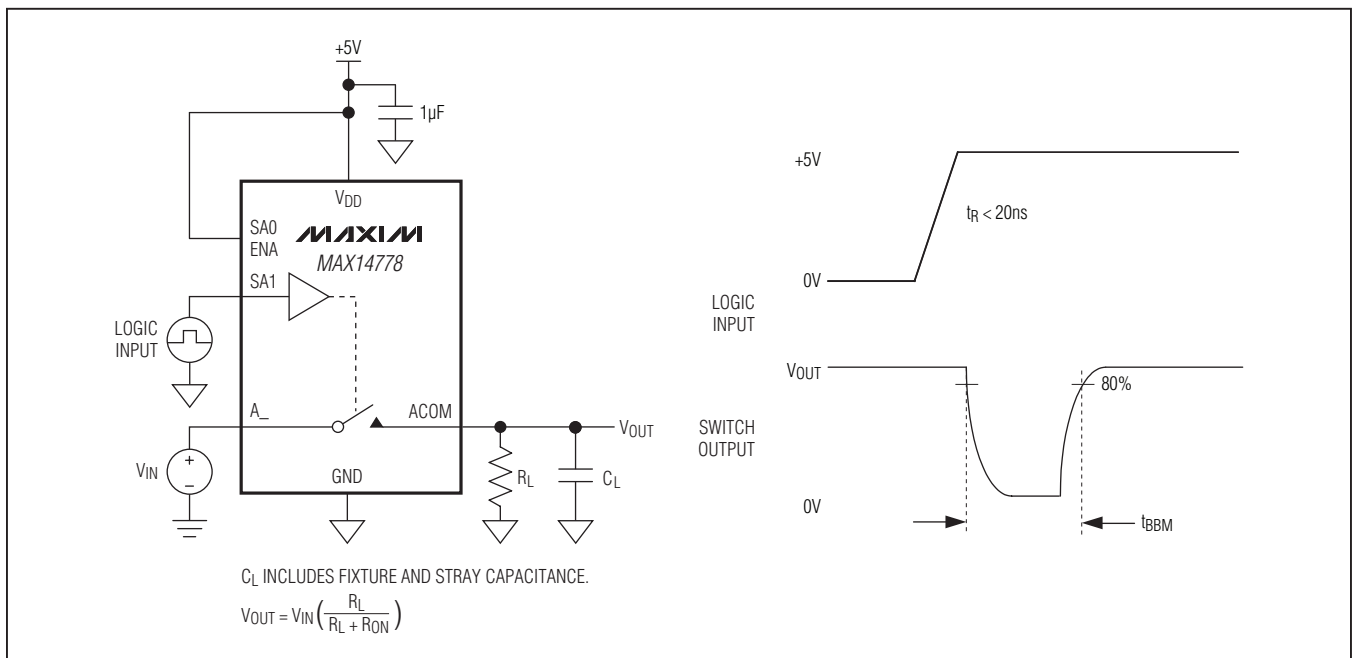 +5V
1µF
VDD
SA0
ENA
MAXIM
MAX14778
SA1
LOGIC
INPUT
A_
ACOM
VOUT
VIN
+
–
GND
RL
CL
CL INCLUDES FIXTURE AND STRAY CAPACITANCE.
VOUT = VIN ( RL / RL + RON )
+5V
tR < 20ns
0V
LOGIC
INPUT
VOUT
80%
SWITCH
OUTPUT
0V
tBBM